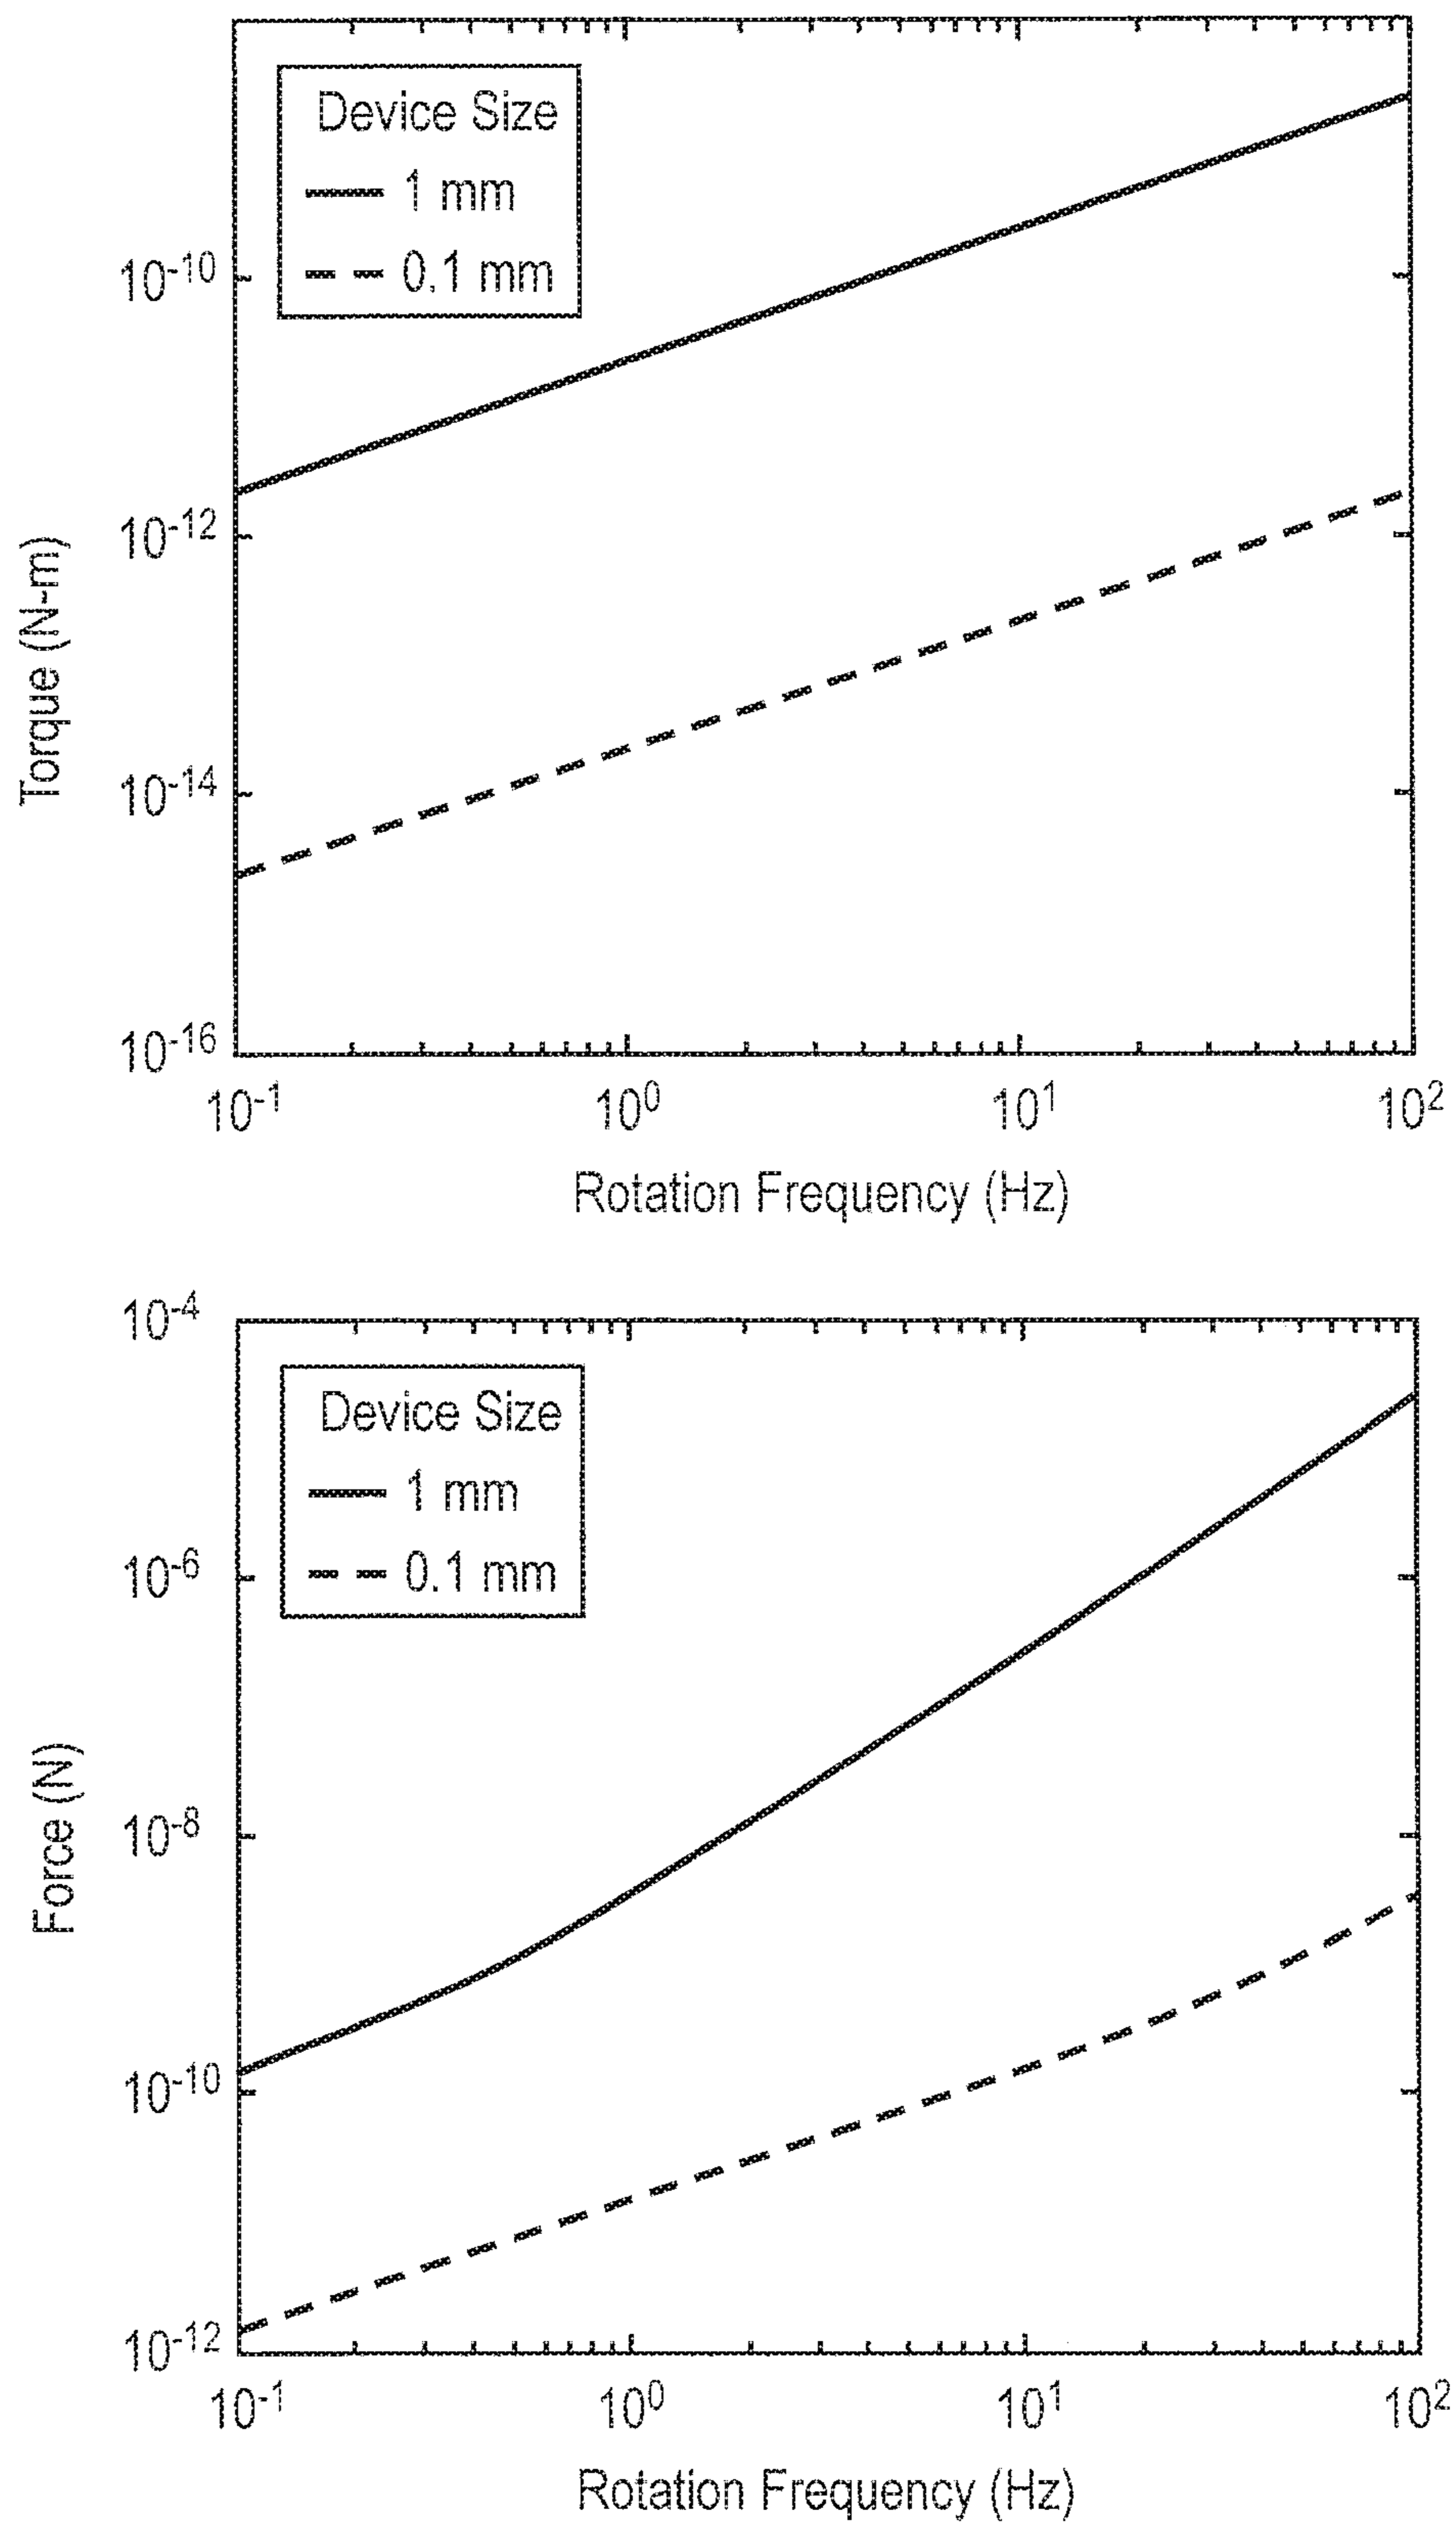 Device Size
1 mm
0.1 mm
10⁻¹⁰
10⁻¹²
10⁻¹⁴
10⁻¹⁶
Torque (N-m)
10⁻¹ 10⁰ 10¹ 10²
Rotation Frequency (Hz)
10⁻⁴
Device Size
1 mm
0.1 mm
10⁻⁶
10⁻⁸
10⁻¹⁰
10⁻¹²
Force (N)
10⁻¹ 10⁰ 10¹ 10²
Rotation Frequency (Hz)